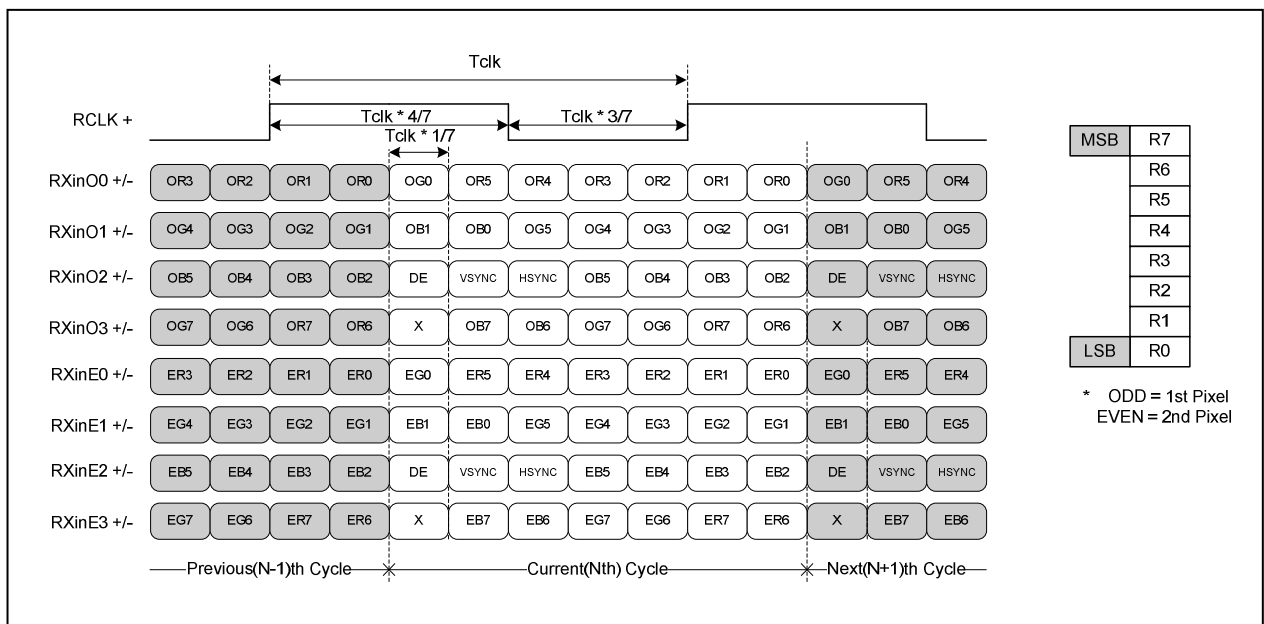 Tclk
RCLK +
Tclk * 4/7
Tclk * 3/7
Tclk * 1/7
RXinO0 +/- OR3 OR2 OR1 OR0 OG0 OR5 OR4 OR3 OR2 OR1 OR0 OG0 OR5 OR4
RXinO1 +/- OG4 OG3 OG2 OG1 OB1 OB0 OG5 OG4 OG3 OG2 OG1 OB1 OB0 OG5
RXinO2 +/- OB5 OB4 OB3 OB2 DE VSYNC HSYNC OB5 OB4 OB3 OB2 DE VSYNC HSYNC
RXinO3 +/- OG7 OG6 OR7 OR6 X OB7 OB6 OG7 OG6 OR7 OR6 X OB7 OB6
RXinE0 +/- ER3 ER2 ER1 ER0 EG0 ER5 ER4 ER3 ER2 ER1 ER0 EG0 ER5 ER4
RXinE1 +/- EG4 EG3 EG2 EG1 EB1 EB0 EG5 EG4 EG3 EG2 EG1 EB1 EB0 EG5
RXinE2 +/- EB5 EB4 EB3 EB2 DE VSYNC HSYNC EB5 EB4 EB3 EB2 DE VSYNC HSYNC
RXinE3 +/- EG7 EG6 ER7 ER6 X EB7 EB6 EG7 EG6 ER7 ER6 X EB7 EB6
Previous(N-1)th Cycle Current(Nth) Cycle Next(N+1)th Cycle
MSB R7
R6
R5
R4
R3
R2
R1
LSB R0
* ODD = 1st Pixel
EVEN = 2nd Pixel